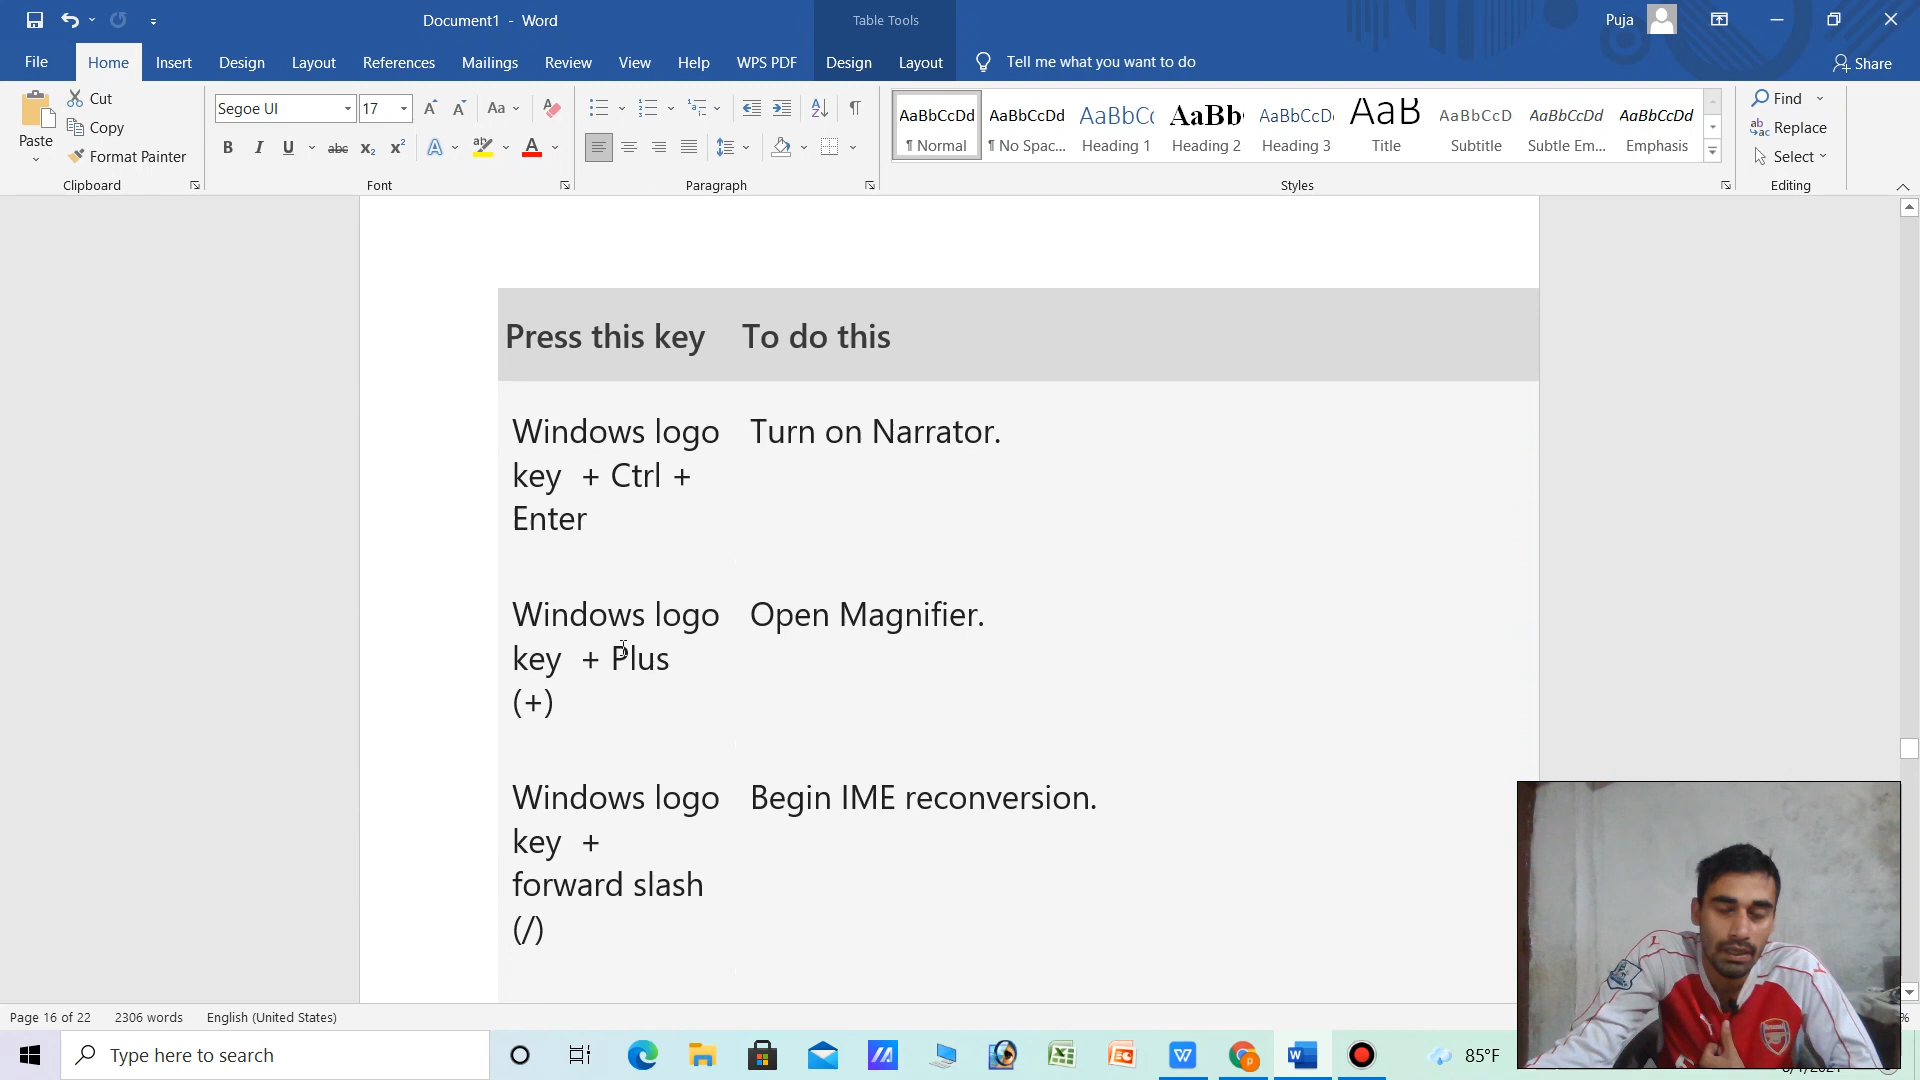 Document1 - Word
Table Tools
Puja
File
Home
Insert
Design
Layout
References
Mailings
Review
View
Help
WPS PDF
Design
Layout
Tell me what you want to do
Share
Paste
Cut
Copy
Format Painter
Clipboard
Segoe UI
17
Font
Paragraph
AaBbCcDd
¶ Normal
AaBbCcDd
¶ No Spac...
Heading 1
AaBb
Heading 2
Heading 3
AaB
Title
AaBbCcD
Subtitle
AaBbCcDd
Subtle Em...
AaBbCcDd
Emphasis
Styles
Find
Replace
Select
Editing
Press this key To do this
Windows logo Turn on Narrator.
key + Ctrl +
Enter
Windows logo Open Magnifier.
key + Plus
(+)
Windows logo Begin IME reconversion.
key +
forward slash
(/)
Page 16 of 22
2306 words
English (United States)
Type here to search
85°F